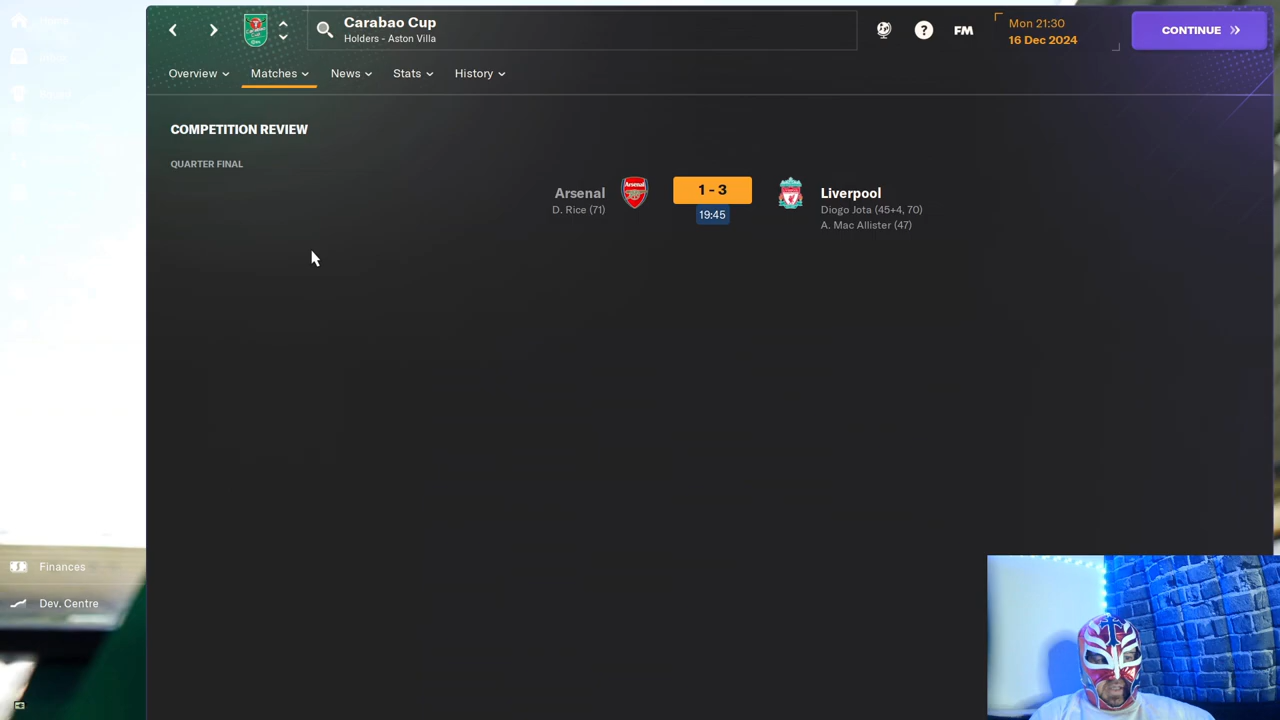 Carabao Cup
Holders - Aston Villa
Mon 21:30
16 Dec 2024
FM
CONTINUE
Overview
Matches
News
Stats
History
COMPETITION REVIEW
QUARTER FINAL
Arsenal
D. Rice (71)
Arsenal
1 - 3
19:45
Liverpool
Diogo Jota (45+4, 70)
A. Mac Allister (47)
Finances
Dev. Centre